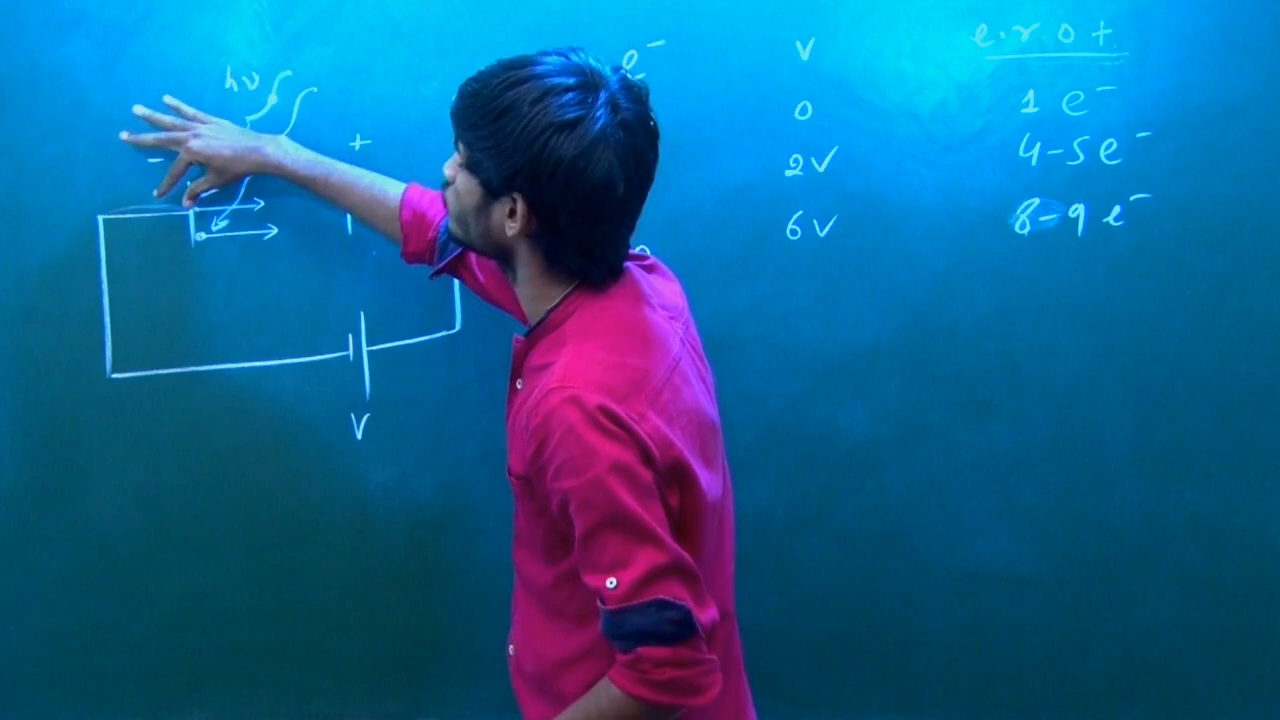 hν
+
-
V
e⁻ V e.r.o t
0 1 e⁻
2V 4-5 e⁻
6V 8-9 e⁻